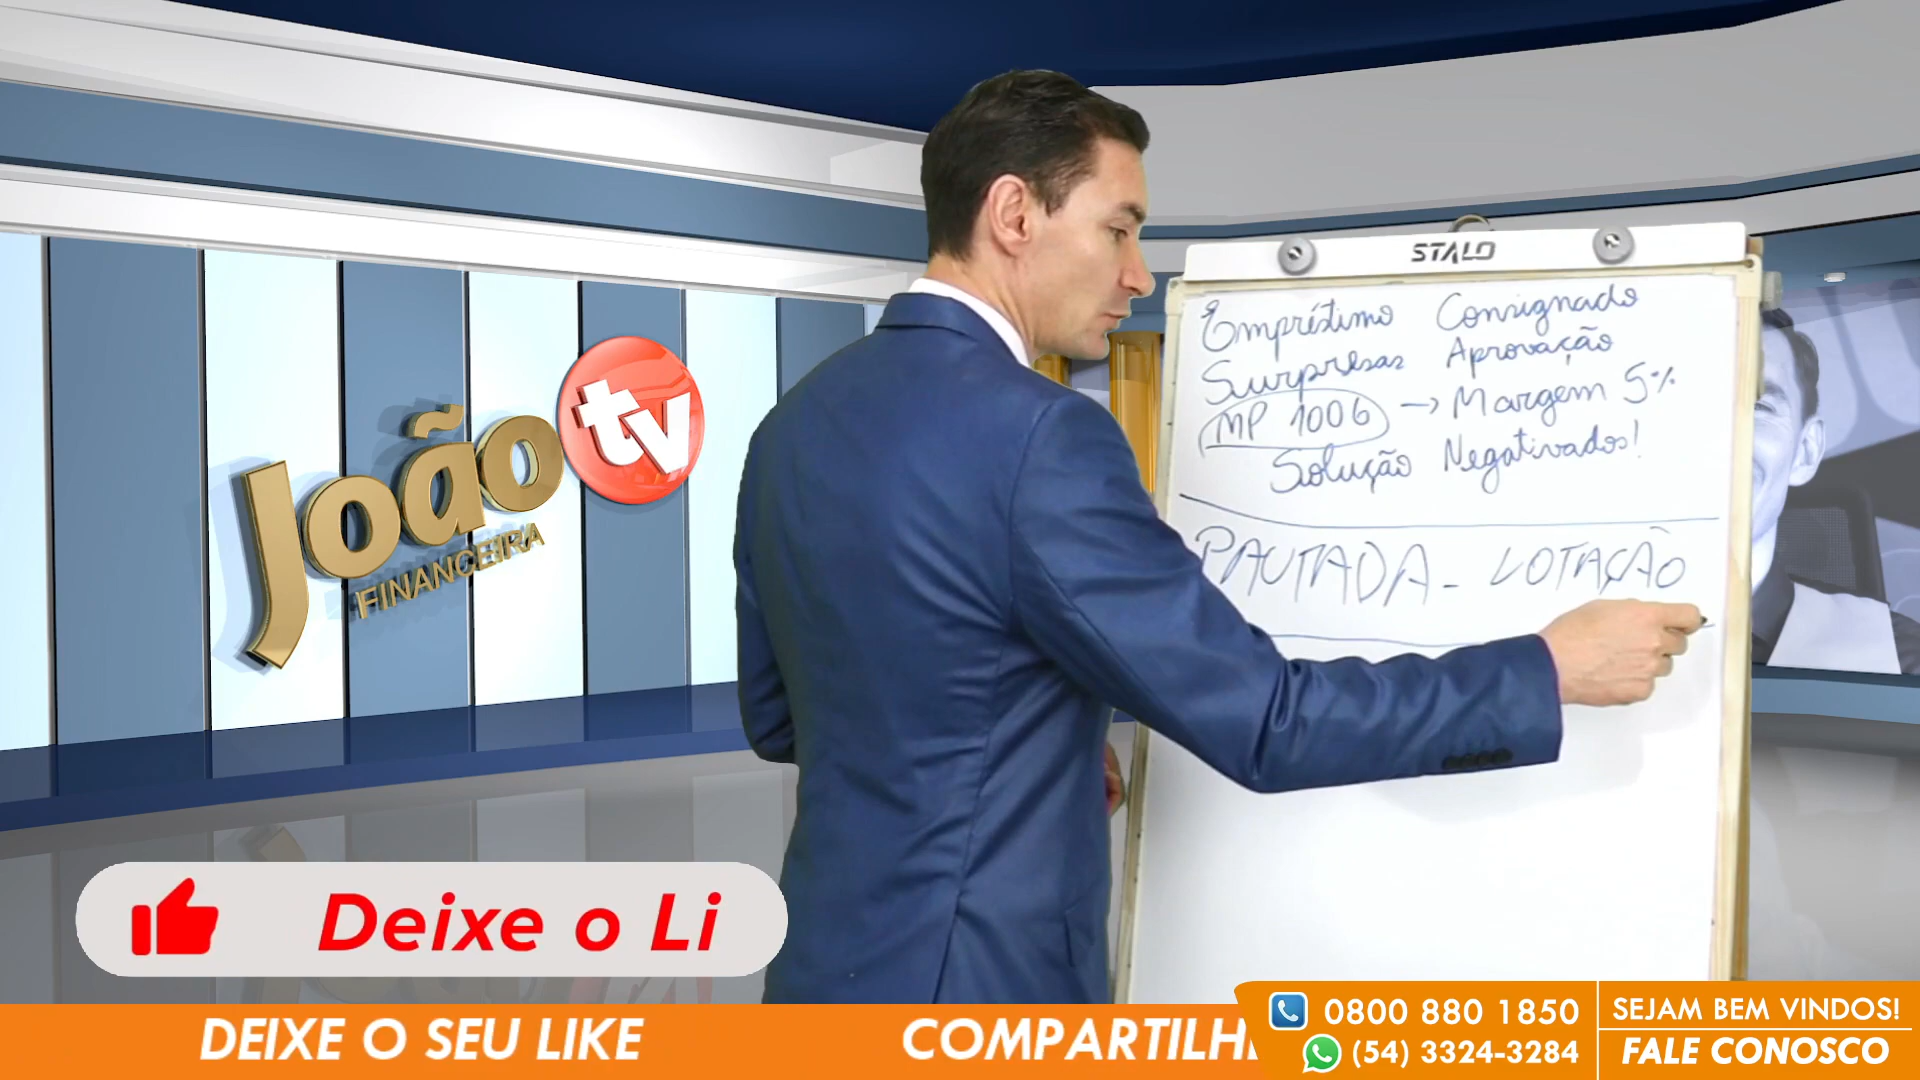 João
tv
FINANCEIRA
STALO
Empréstimo Consignado
Surpresas Aprovação
MP 1006 → Margem 5%
Solução Negativados!
PAUTADA - LOTAÇÃO
Deixe o Li
DEIXE O SEU LIKE
COMPARTILHE
0800 880 1850
(54) 3324-3284
SEJAM BEM VINDOS!
FALE CONOSCO